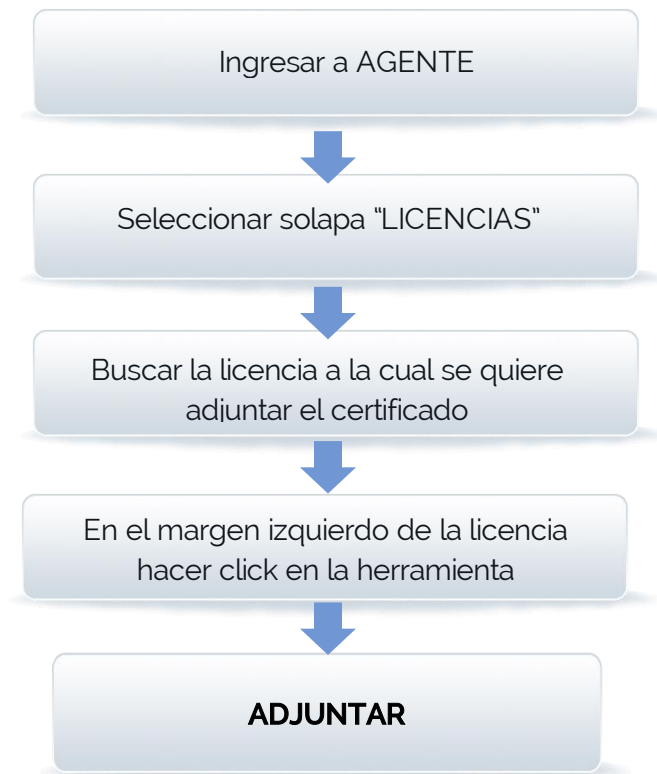 Ingresar a AGENTE
Seleccionar solapa “LICENCIAS”
Buscar la licencia a la cual se quiere
adjuntar el certificado
En el margen izquierdo de la licencia
hacer click en la herramienta
ADJUNTAR